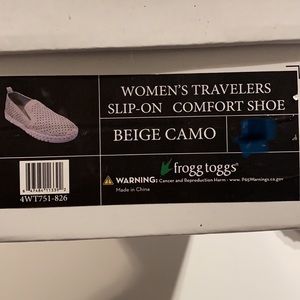 WOMEN'S TRAVELERS
SLIP-ON COMFORT SHOE
BEIGE CAMO
frogg toggs®
WARNING: Cancer and Reproductive Harm - www.P65Warnings.ca.gov
Made in China
4WT751-826